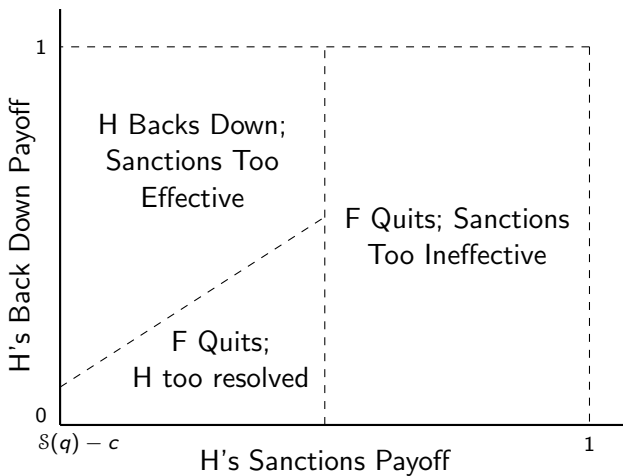 1
H's Back Down Payoff
H Backs Down;
Sanctions Too
Effective
F Quits; Sanctions
Too Ineffective
F Quits;
H too resolved
0
𝕊(q) − c
1
H's Sanctions Payoff